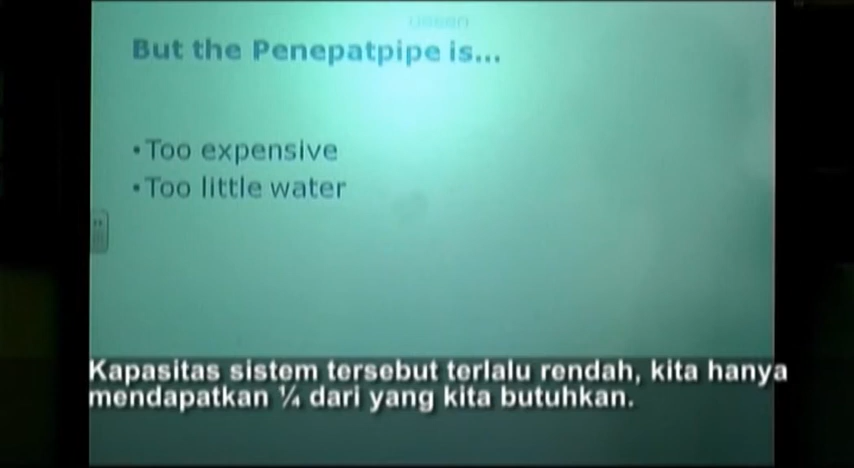 But the Penepatpipe is...
•Too expensive
•Too little water
Kapasitas sistem tersebut terlalu rendah, kita hanya
mendapatkan ¼ dari yang kita butuhkan.